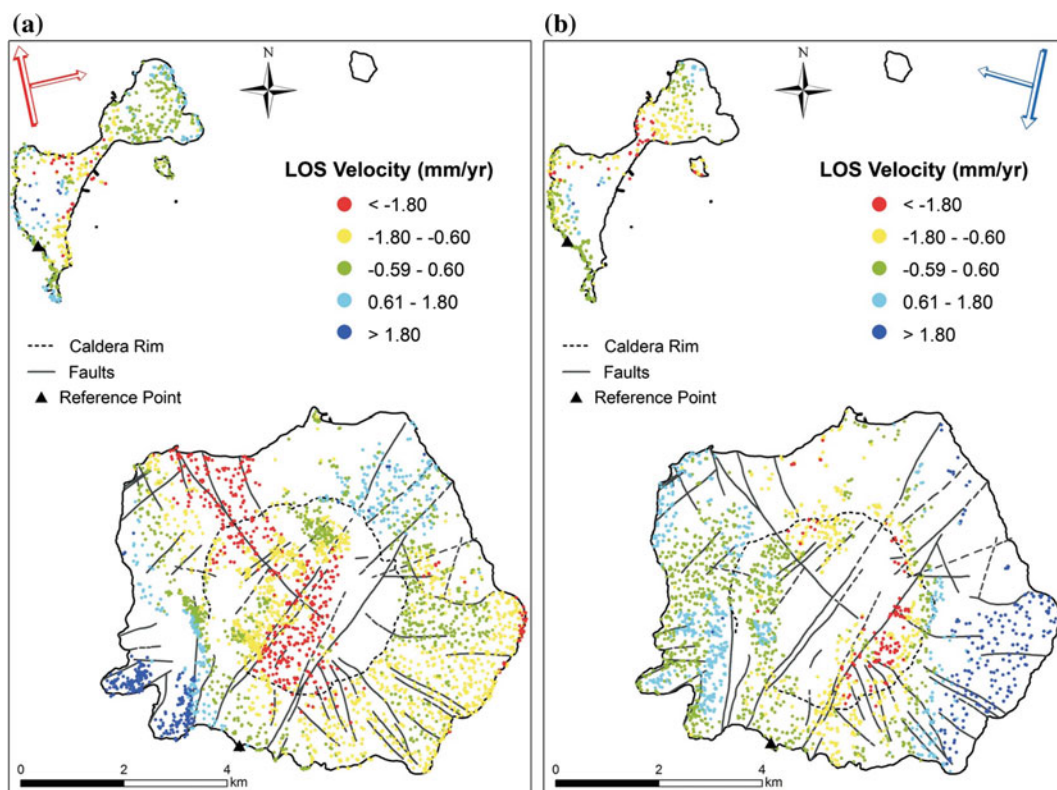 (a)
N
LOS Velocity (mm/yr)
< -1.80
-1.80 - -0.60
-0.59 - 0.60
0.61 - 1.80
> 1.80
Caldera Rim
Faults
Reference Point
0 2 4
km
(b)
N
LOS Velocity (mm/yr)
< -1.80
-1.80 - -0.60
-0.59 - 0.60
0.61 - 1.80
> 1.80
Caldera Rim
Faults
Reference Point
0 2 4
km